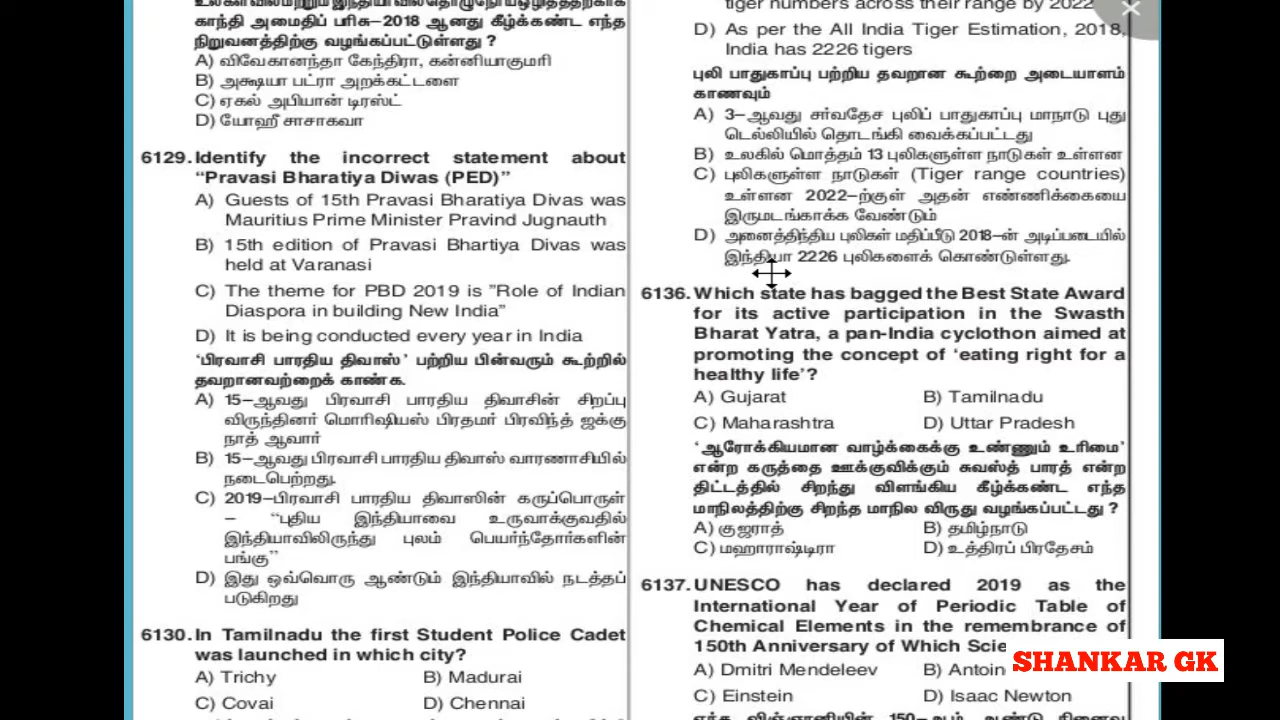 காந்தி அமைதிப் பரிசு–2018 ஆனது கீழ்க்கண்ட எந்த
நிறுவனத்திற்கு வழங்கப்பட்டுள்ளது ?
A) விவேகானந்தா கேந்திரா, கன்னியாகுமரி
B) அக்ஷயா பட்ரா அறக்கட்டளை
C) ஏகல் அபியான் டிரஸ்ட்
D) யோஹீ சாசாகவா
6129. Identify the incorrect statement about
“Pravasi Bharatiya Diwas (PED)”
A) Guests of 15th Pravasi Bharatiya Divas was
Mauritius Prime Minister Pravind Jugnauth
B) 15th edition of Pravasi Bhartiya Divas was
held at Varanasi
C) The theme for PBD 2019 is ”Role of Indian
Diaspora in building New India”
D) It is being conducted every year in India
‘பிரவாசி பாரதிய திவாஸ்’ பற்றிய பின்வரும் கூற்றில்
தவறானவற்றைக் காண்க.
A) 15–ஆவது பிரவாசி பாரதிய திவாசின் சிறப்பு
விருந்தினர் மொரிஷியஸ் பிரதமர் பிரவிந்த் ஜக்கு
நாத் ஆவார்
B) 15–ஆவது பிரவாசி பாரதிய திவாஸ் வாரணாசியில்
நடைபெற்றது.
C) 2019–பிரவாசி பாரதிய திவாஸின் கருப்பொருள்
– “புதிய இந்தியாவை உருவாக்குவதில்
இந்தியாவிலிருந்து புலம் பெயர்ந்தோர்களின்
பங்கு”
D) இது ஒவ்வொரு ஆண்டும் இந்தியாவில் நடத்தப்
படுகிறது
6130. In Tamilnadu the first Student Police Cadet
was launched in which city?
A) Trichy B) Madurai
C) Covai D) Chennai
tiger numbers across their range by 2022
D) As per the All India Tiger Estimation, 2018,
India has 2226 tigers
புலி பாதுகாப்பு பற்றிய தவறான கூற்றை அடையாளம்
காணவும்
A) 3–ஆவது சர்வதேச புலிப் பாதுகாப்பு மாநாடு புது
டெல்லியில் தொடங்கி வைக்கப்பட்டது
B) உலகில் மொத்தம் 13 புலிகளுள்ள நாடுகள் உள்ளன
C) புலிகளுள்ள நாடுகள் (Tiger range countries)
உள்ளன 2022–ற்குள் அதன் எண்ணிக்கையை
இருமடங்காக்க வேண்டும்
D) அனைத்திந்திய புலிகள் மதிப்பீடு 2018–ன் அடிப்படையில்
இந்தியா 2226 புலிகளைக் கொண்டுள்ளது.
6136. Which state has bagged the Best State Award
for its active participation in the Swasth
Bharat Yatra, a pan-India cyclothon aimed at
promoting the concept of ‘eating right for a
healthy life’?
A) Gujarat B) Tamilnadu
C) Maharashtra D) Uttar Pradesh
‘ஆரோக்கியமான வாழ்க்கைக்கு உண்ணும் உரிமை’
என்ற கருத்தை ஊக்குவிக்கும் சுவஸ்த் பாரத் என்ற
திட்டத்தில் சிறந்து விளங்கிய கீழ்க்கண்ட எந்த
மாநிலத்திற்கு சிறந்த மாநில விருது வழங்கப்பட்டது ?
A) குஜராத் B) தமிழ்நாடு
C) மஹாராஷ்டிரா D) உத்திரப் பிரதேசம்
6137. UNESCO has declared 2019 as the
International Year of Periodic Table of
Chemical Elements in the remembrance of
150th Anniversary of Which
A) Dmitri Mendeleev B)
C) Einstein D) Isaac Newton
SHANKAR GK